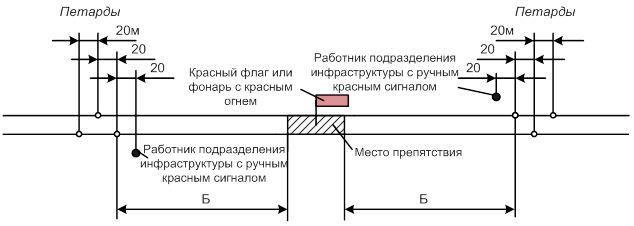 Петарды
Петарды
20м
20
20
20м
20
20
Красный флаг или
фонарь с красным
огнем
Работник подразделения
инфраструктуры с ручным
красным сигналом
Работник подразделения
инфраструктуры с ручным
красным сигналом
Место препятствия
Б
Б